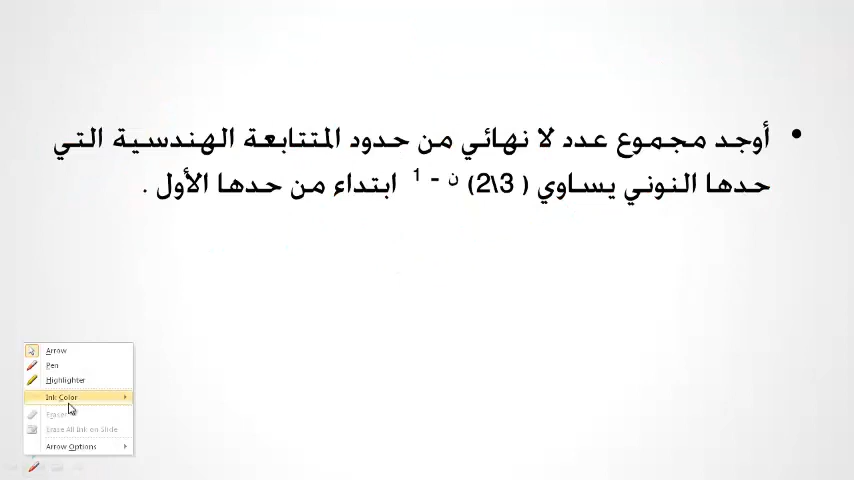 • أوجد مجموع عدد لا نهائي من حدود المتتابعة الهندسية التي
حدها النوني يساوي ( 3\2) ن - 1 ابتداء من حدها الأول .
Arrow
Pen
Highlighter
Ink Color
Eraser
Erase All Ink on Slide
Arrow Options